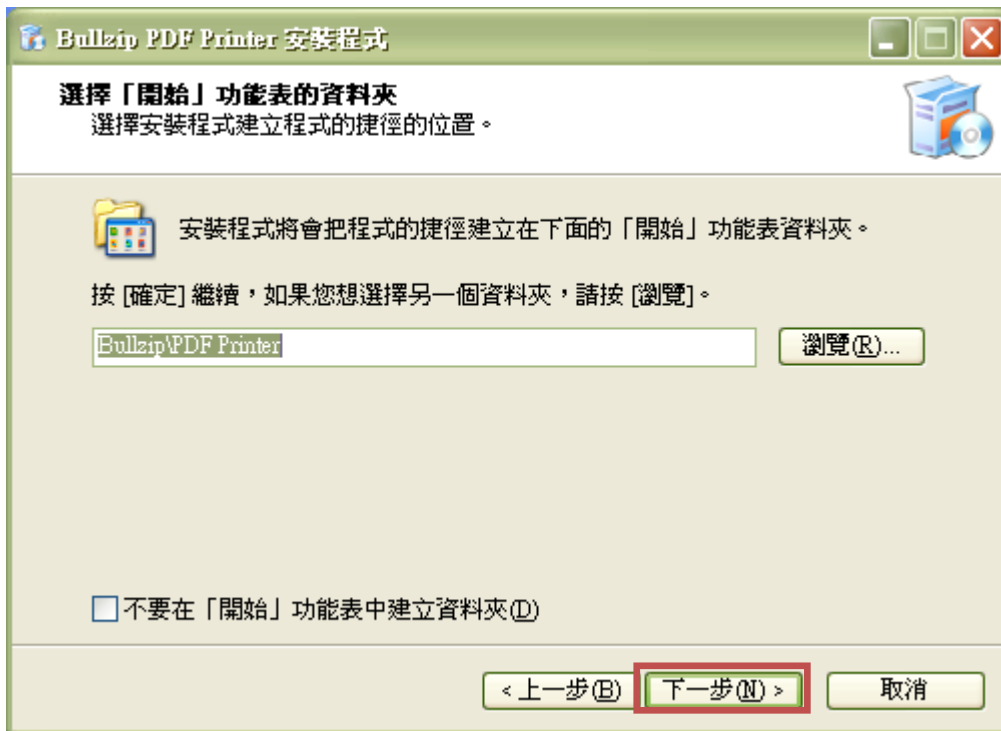 Bullzip PDF Printer 安裝程式
選擇「開始」功能表的資料夾
選擇安裝程式建立程式的捷徑的位置。
安裝程式將會把程式的捷徑建立在下面的「開始」功能表資料夾。
按 [確定] 繼續，如果您想選擇另一個資料夾，請按 [瀏覽]。
Bullzip\PDF Printer
瀏覽(R)...
不要在「開始」功能表中建立資料夾(D)
< 上一步(B) 下一步(N) > 取消